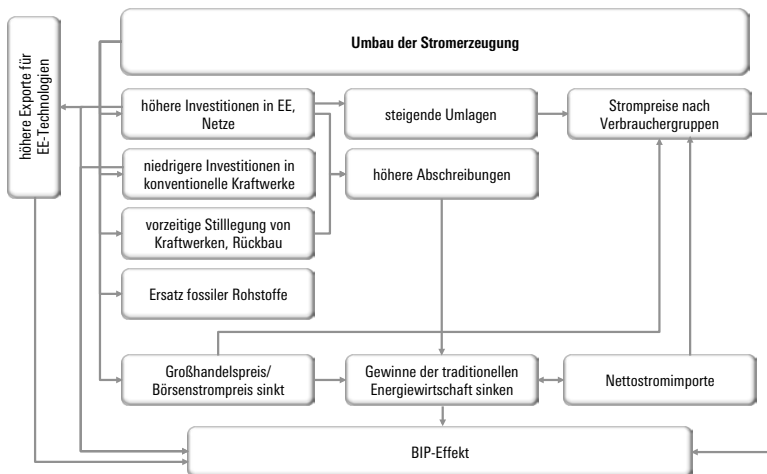 Umbau der Stromerzeugung
höhere Exporte für
EE-Technologien
höhere Investitionen in EE,
Netze
steigende Umlagen
Strompreise nach
Verbrauchergruppen
niedrigere Investitionen in
konventionelle Kraftwerke
höhere Abschreibungen
vorzeitige Stilllegung von
Kraftwerken, Rückbau
Ersatz fossiler Rohstoffe
Großhandelspreis/
Börsenstrompreis sinkt
Gewinne der traditionellen
Energiewirtschaft sinken
Nettostromimporte
BIP-Effekt